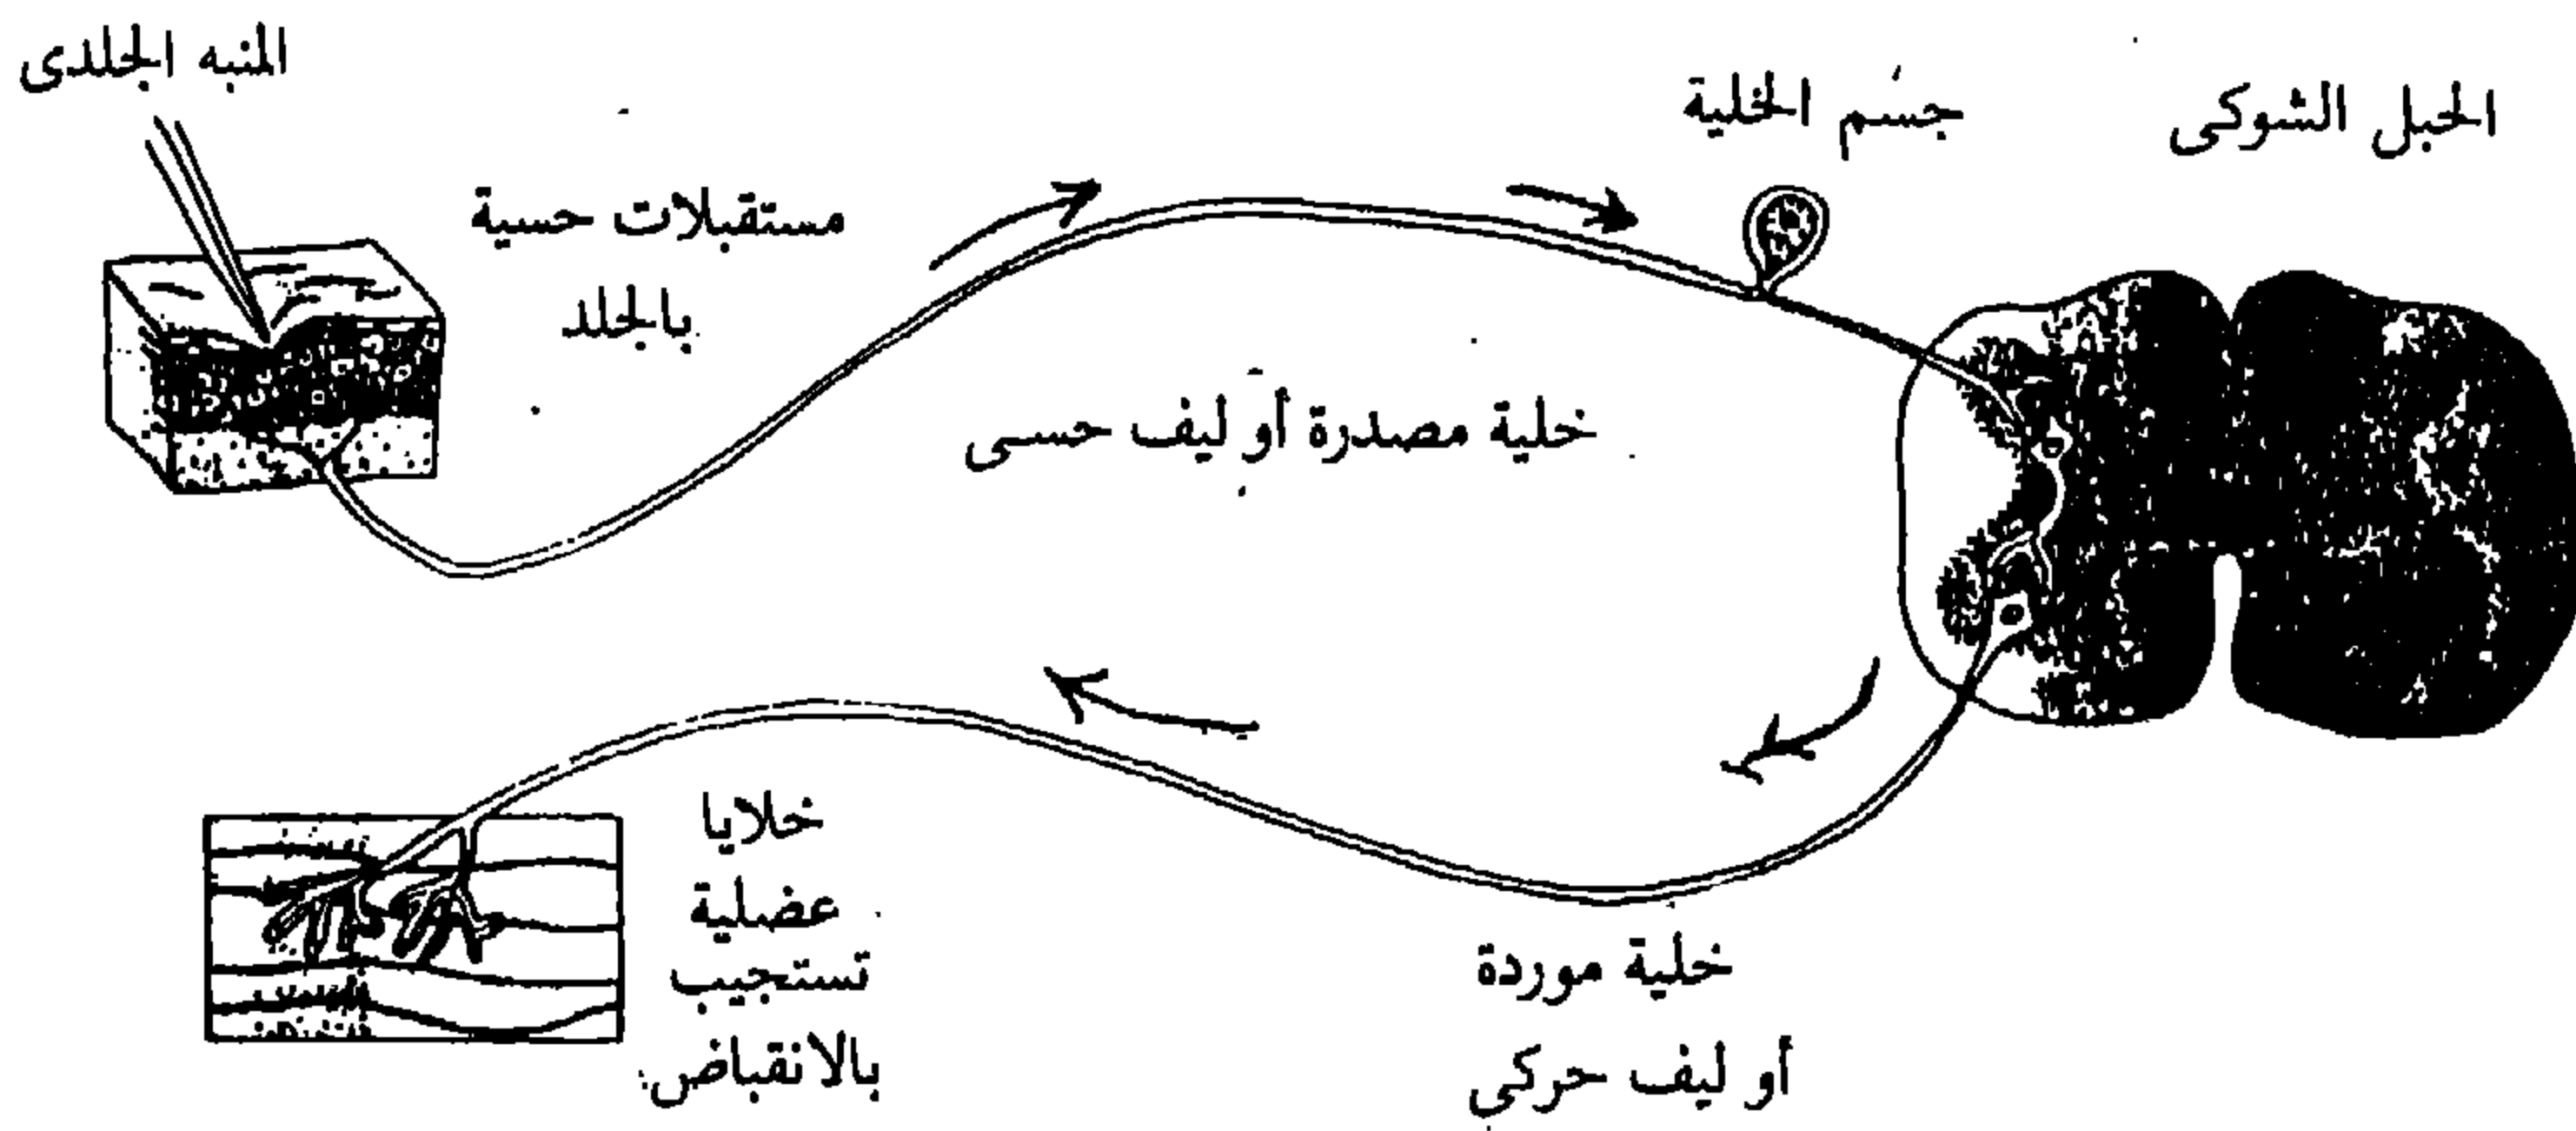 المنبه الجلدى
مستقبلات حسية
بالجلد
جسم الخلية
الحبل الشوكى
خلية مصدرة أو ليف حسى
خلايا
عضلية
تستجيب
بالانقباض
خلية موردة
أو ليف حركى